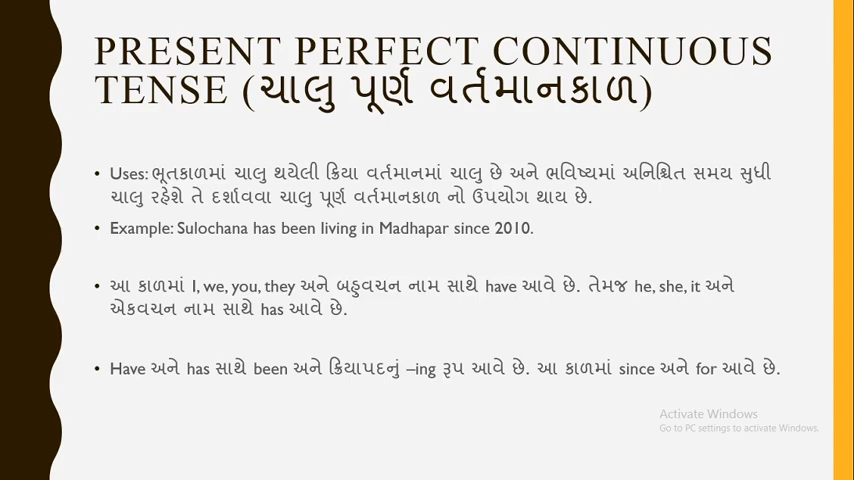 PRESENT PERFECT CONTINUOUS
TENSE (ચાલુ પૂર્ણ વર્તમાનકાળ)
• Uses: ભૂતકાળમાં ચાલુ થયેલી ક્રિયા વર્તમાનમાં ચાલુ છે અને ભવિષ્યમાં અનિશ્ચિત સમય સુધી
ચાલુ રહેશે તે દર્શાવવા ચાલુ પૂર્ણ વર્તમાનકાળ નો ઉપયોગ થાય છે.
• Example: Sulochana has been living in Madhapar since 2010.
• આ કાળમાં I, we, you, they અને બહુવચન નામ સાથે have આવે છે. તેમજ he, she, it અને
એકવચન નામ સાથે has આવે છે.
• Have અને has સાથે been અને ક્રિયાપદનું –ing રૂપ આવે છે. આ કાળમાં since અને for આવે છે.
Activate Windows
Go to PC settings to activate Windows.